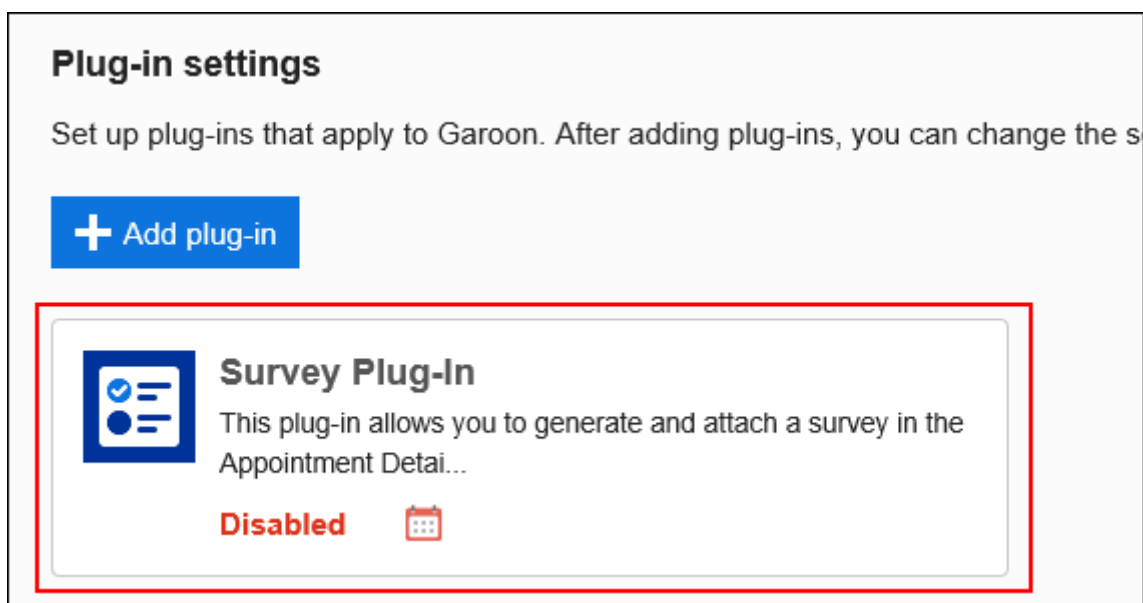 Plug-in settings
Set up plug-ins that apply to Garoon. After adding plug-ins, you can change the s
Add plug-in
Survey Plug-In
This plug-in allows you to generate and attach a survey in the
Appointment Detai...
Disabled